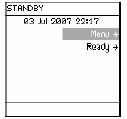 STANDBY
03 Jul 2007 22:17
Menu →
Ready →